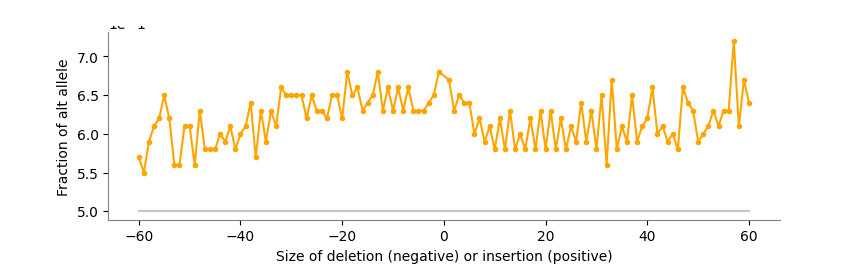 7.0
6.5
6.0
5.5
5.0
Fraction of alt allele
−60 −40 −20 0 20 40 60
Size of deletion (negative) or insertion (positive)